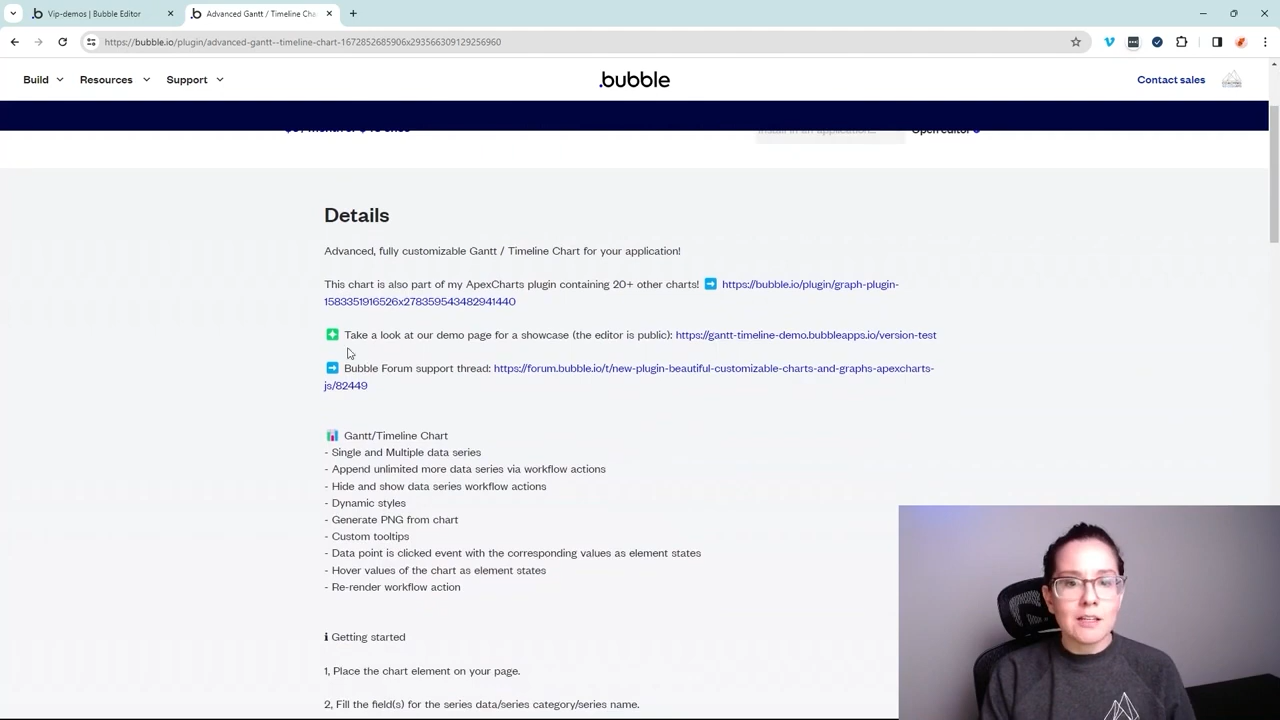 Vip-demos | Bubble Editor
Advanced Gantt / Timeline Cha
https://bubble.io/plugin/advanced-gantt--timeline-chart-1672852685906x293566309129256960
Build
Resources
Support
.bubble
Contact sales
Details
Advanced, fully customizable Gantt / Timeline Chart for your application!
This chart is also part of my ApexCharts plugin containing 20+ other charts! ➡ https://bubble.io/plugin/graph-plugin-
1583351916526x278359543482941440
Take a look at our demo page for a showcase (the editor is public): https://gantt-timeline-demo.bubbleapps.io/version-test
➡ Bubble Forum support thread: https://forum.bubble.io/t/new-plugin-beautiful-customizable-charts-and-graphs-apexcharts-
js/82449
📊 Gantt/Timeline Chart
- Single and Multiple data series
- Append unlimited more data series via workflow actions
- Hide and show data series workflow actions
- Dynamic styles
- Generate PNG from chart
- Custom tooltips
- Data point is clicked event with the corresponding values as element states
- Hover values of the chart as element states
- Re-render workflow action
ℹ Getting started
1, Place the chart element on your page.
2, Fill the field(s) for the series data/series category/series name.